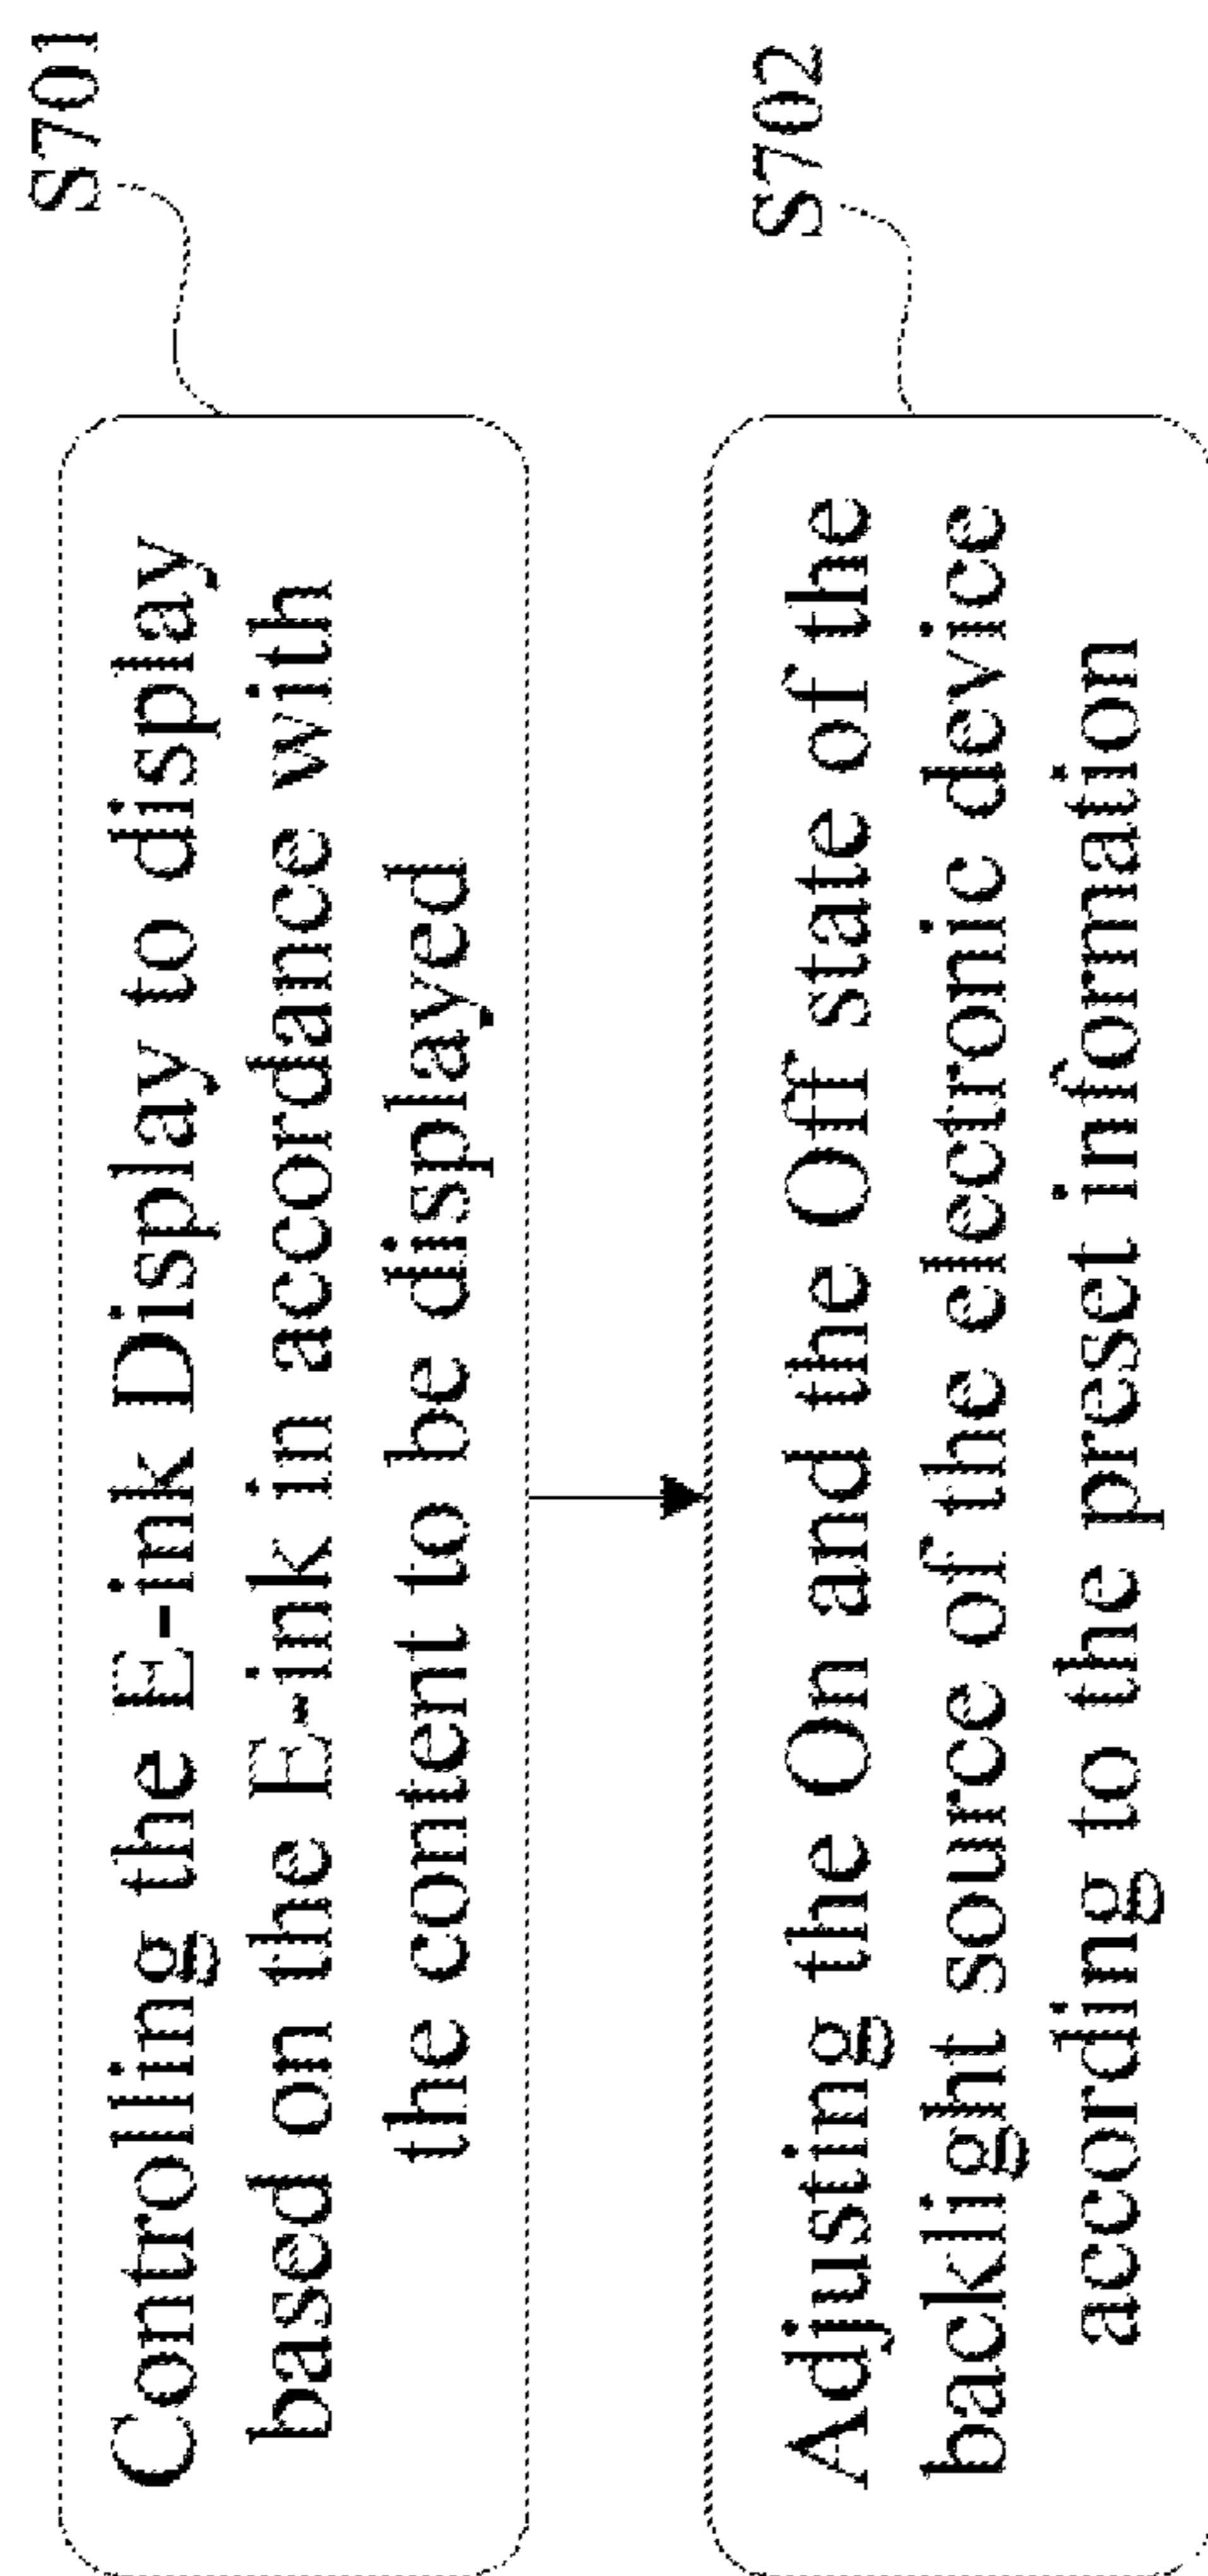 S701
Controlling the E-ink Display to display
based on the E-ink in accordance with
the content to be displayed
S702
Adjusting the On and the Off state of the
backlight source of the electronic device
according to the preset information